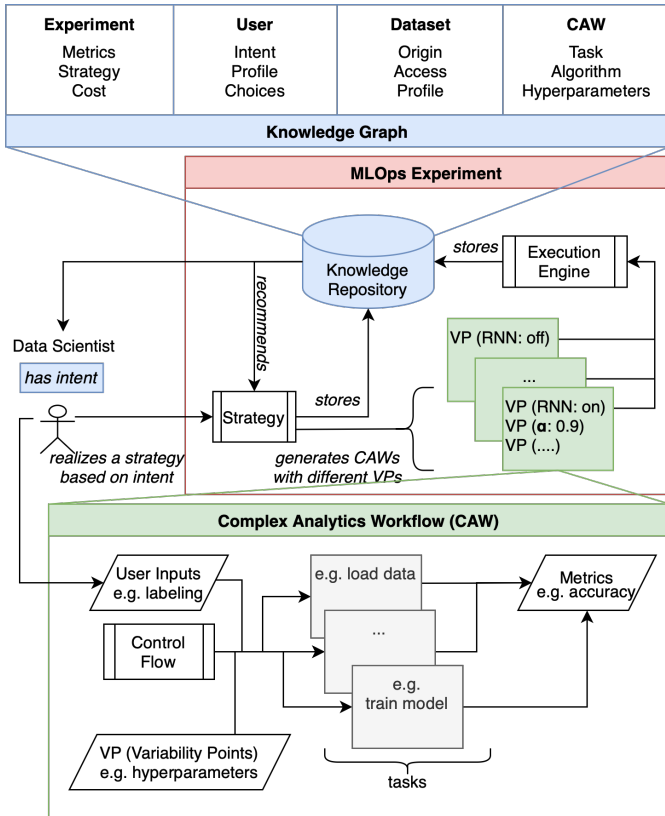 Experiment
Metrics
Strategy
Cost
User
Intent
Profile
Choices
Dataset
Origin
Access
Profile
CAW
Task
Algorithm
Hyperparameters
Knowledge Graph
MLOps Experiment
Knowledge
Repository
stores
Execution
Engine
recommends
Data Scientist
has intent
VP (RNN: off)
...
VP (RNN: on)
VP (α: 0.9)
VP (....)
Strategy
stores
realizes a strategy
based on intent
generates CAWs
with different VPs
Complex Analytics Workflow (CAW)
User Inputs
e.g. labeling
Control
Flow
VP (Variability Points)
e.g. hyperparameters
e.g. load data
...
e.g.
train model
tasks
Metrics
e.g. accuracy